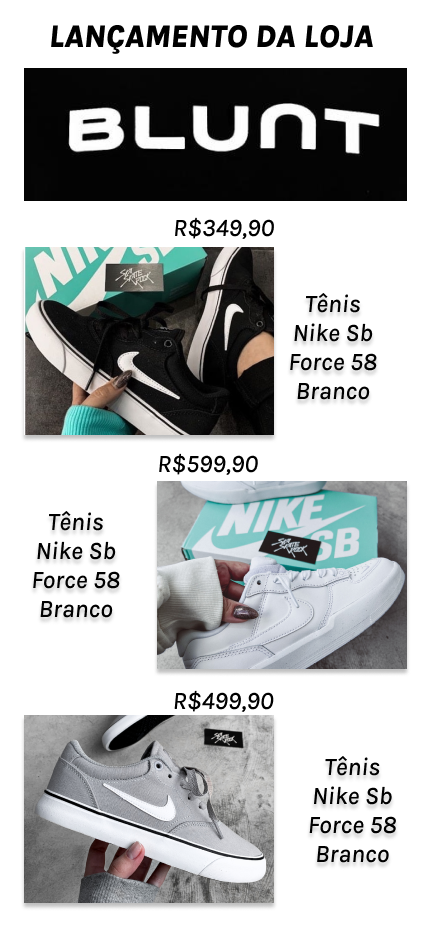 LANÇAMENTO DA LOJA
BLUNT
R$349,90
NIKE
SB
Tênis
Nike Sb
Force 58
Branco
R$599,90
Tênis
Nike Sb
Force 58
Branco
NIKE
SB
R$499,90
Tênis
Nike Sb
Force 58
Branco